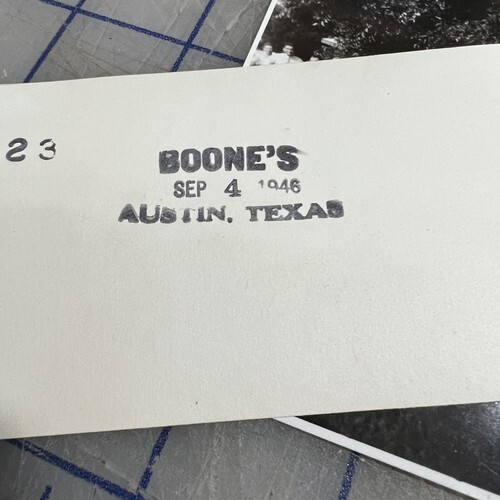 23
BOONE'S
SEP 4 1946
AUSTIN, TEXAS